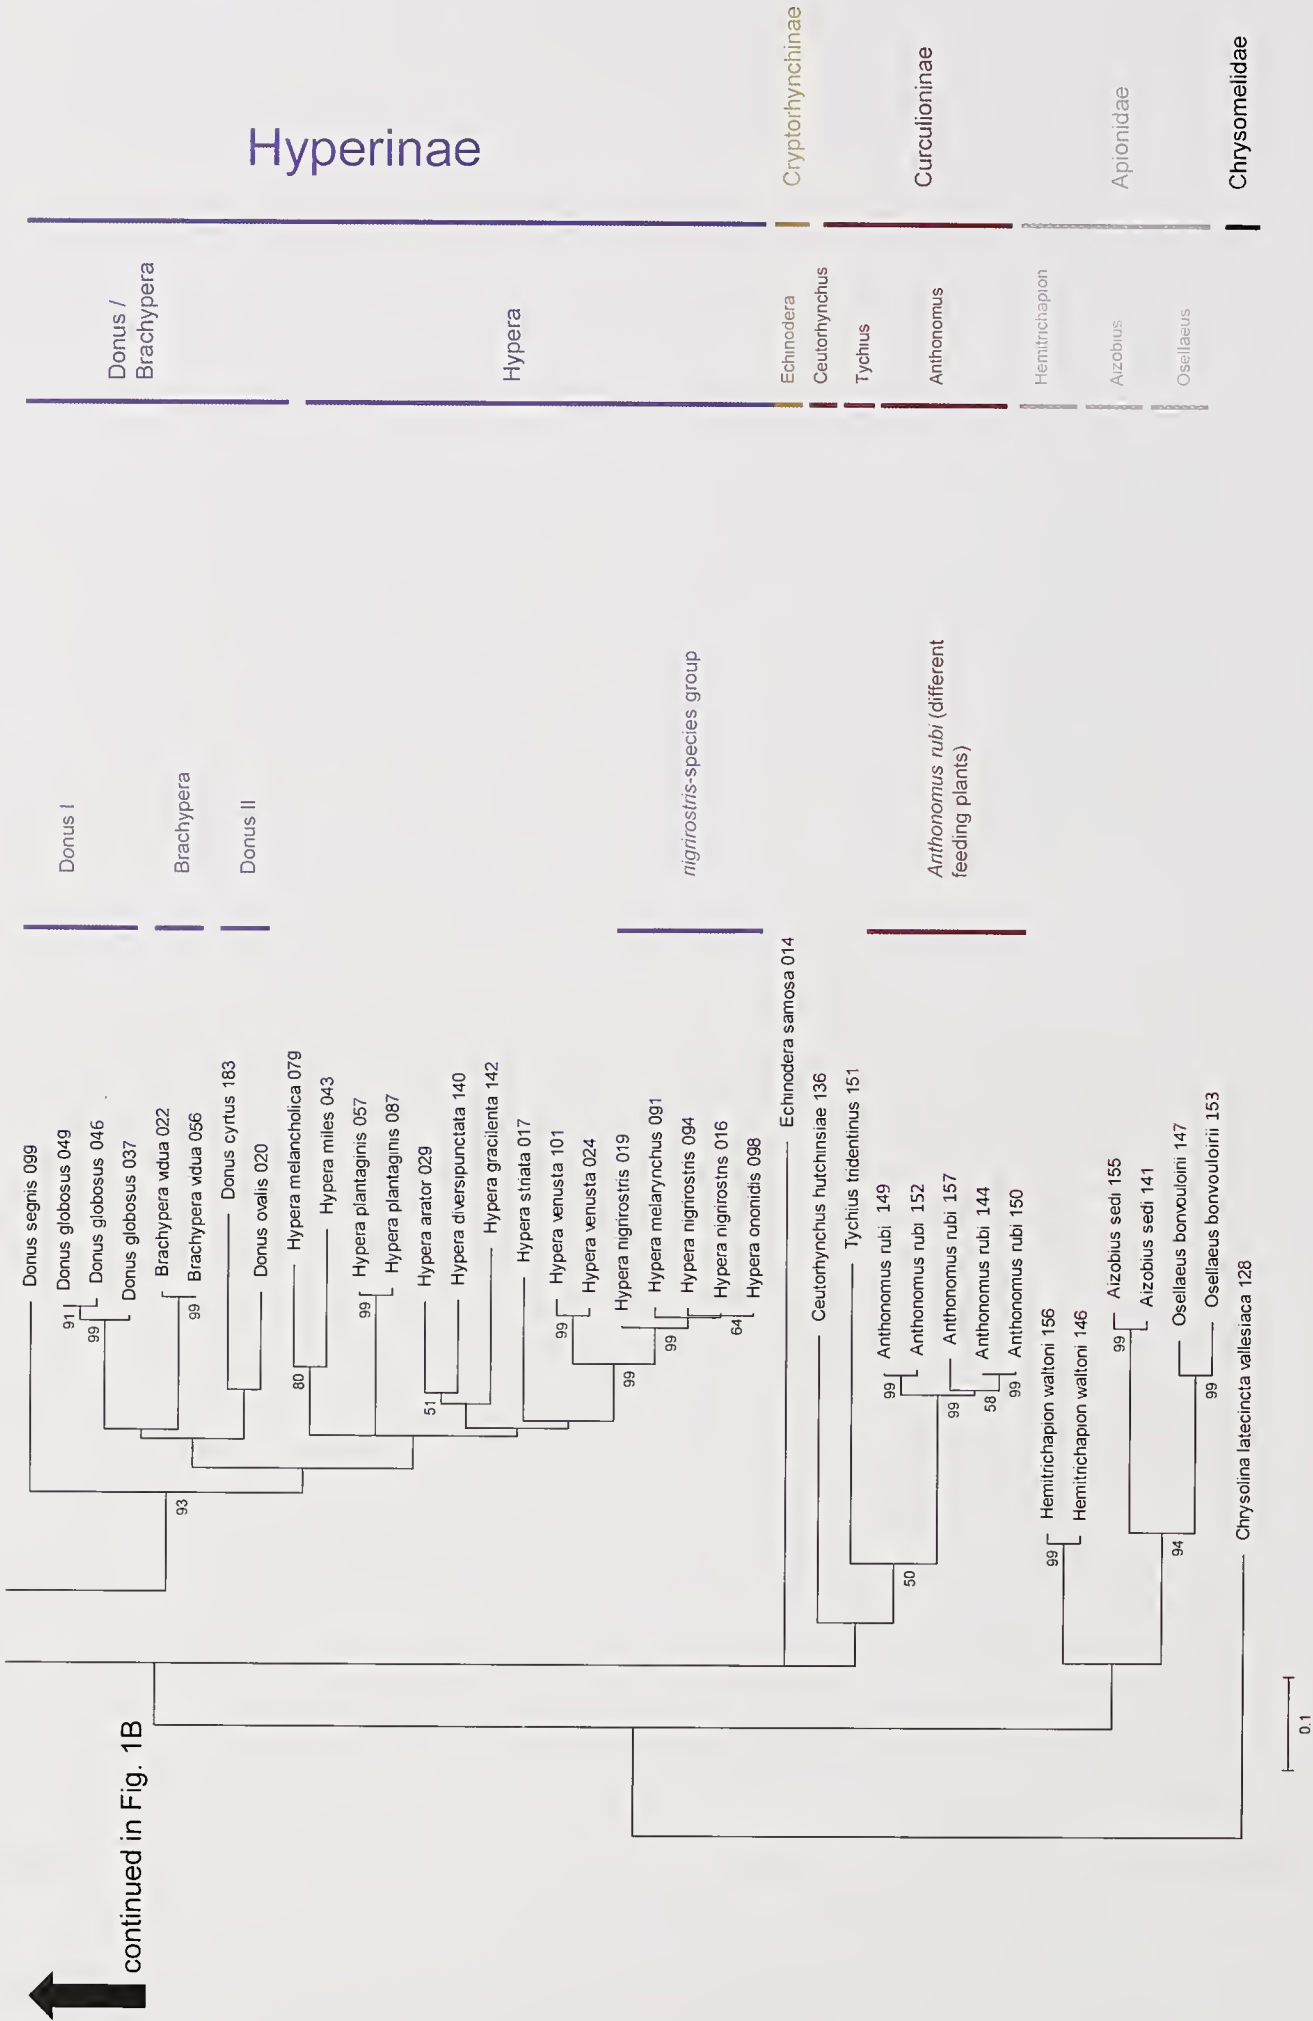 continued in Fig. 1B
Donus segnis 099
Donus globosus 049
Donus globosus 046
Donus globosus 037
Brachypera vidua 022
Brachypera vidua 056
Donus cyrtus 183
Donus ovalis 020
Hypera melancholica 079
Hypera miles 043
Hypera plantaginis 057
Hypera plantaginis 087
Hypera arator 029
Hypera diversipunctata 140
Hypera gracilenta 142
Hypera striata 017
Hypera venusta 101
Hypera venusta 024
Hypera nigrirostris 019
Hypera melarynchus 091
Hypera nigrirostris 094
Hypera nigrirostris 016
Hypera ononidis 098
Echinodera samosa 014
Ceutorhynchus hutchinsiae 136
Tychius tridentinus 151
Anthonomus rubi 149
Anthonomus rubi 152
Anthonomus rubi 157
Anthonomus rubi 144
Anthonomus rubi 150
Hemitrichapion waltoni 156
Hemitrichapion waltoni 146
Aizobius sedi 155
Aizobius sedi 141
Osellaeus bonvouloirii 147
Osellaeus bonvouloirii 153
Chrysolina latecincta vallesiaca 128
91
99
99
93
80
99
51
99
99
99
64
99
99
58
99
50
99
99
99
94
0.1
Donus I
Brachypera
Donus II
nigrirostris-species group
Anthonomus rubi (different
feeding plants)
Donus /
Brachypera
Hypera
Echinodera
Ceutorhynchus
Tychius
Anthonomus
Hemitrichapion
Aizobius
Osellaeus
Hyperinae
Cryptorhynchinae
Curculioninae
Apionidae
Chrysomelidae